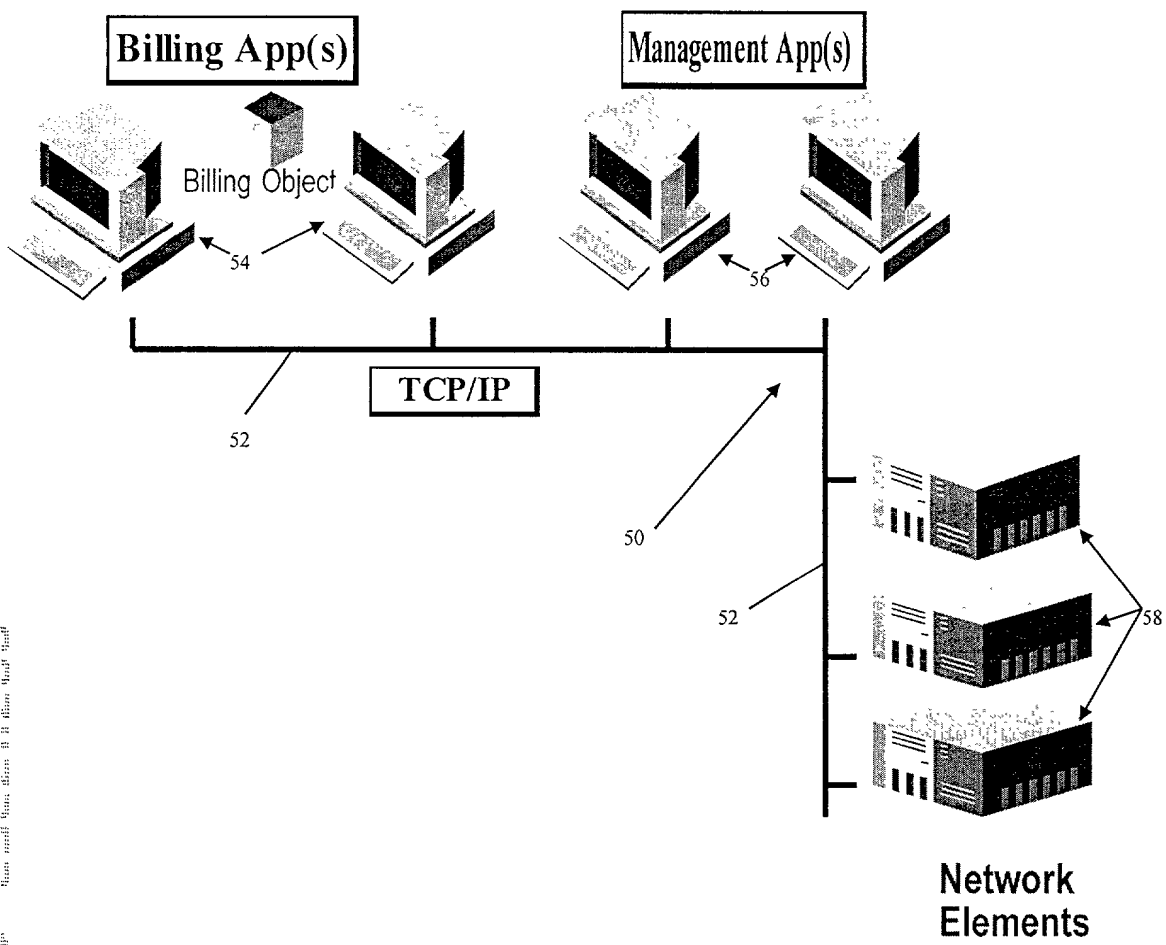 Billing App(s)
Management App(s)
Billing Object
54
56
TCP/IP
52
50
52
58
Network
Elements